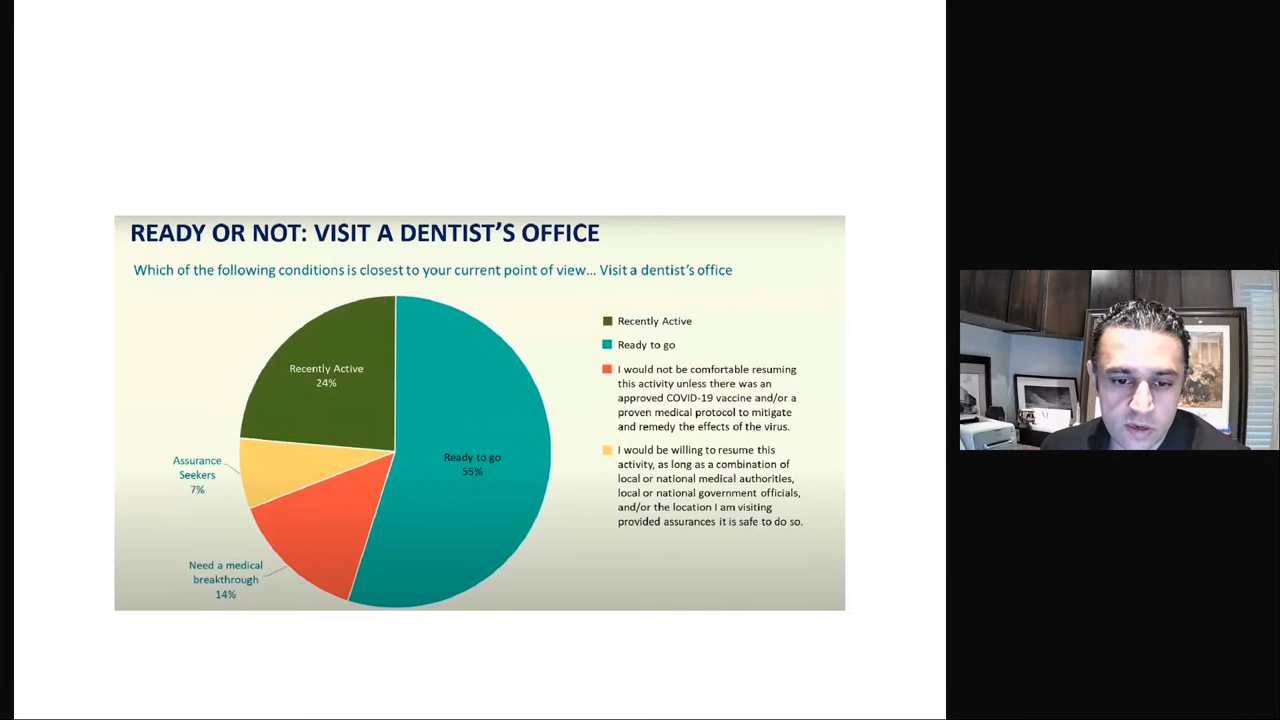 READY OR NOT: VISIT A DENTIST'S OFFICE
Which of the following conditions is closest to your current point of view... Visit a dentist's office
Recently Active
24%
Ready to go
55%
Assurance
Seekers
7%
Need a medical
breakthrough
14%
Recently Active
Ready to go
I would not be comfortable resuming
this activity unless there was an
approved COVID-19 vaccine and/or a
proven medical protocol to mitigate
and remedy the effects of the virus.
I would be willing to resume this
activity, as long as a combination of
local or national medical authorities,
local or national government officials,
and/or the location I am visiting
provided assurances it is safe to do so.